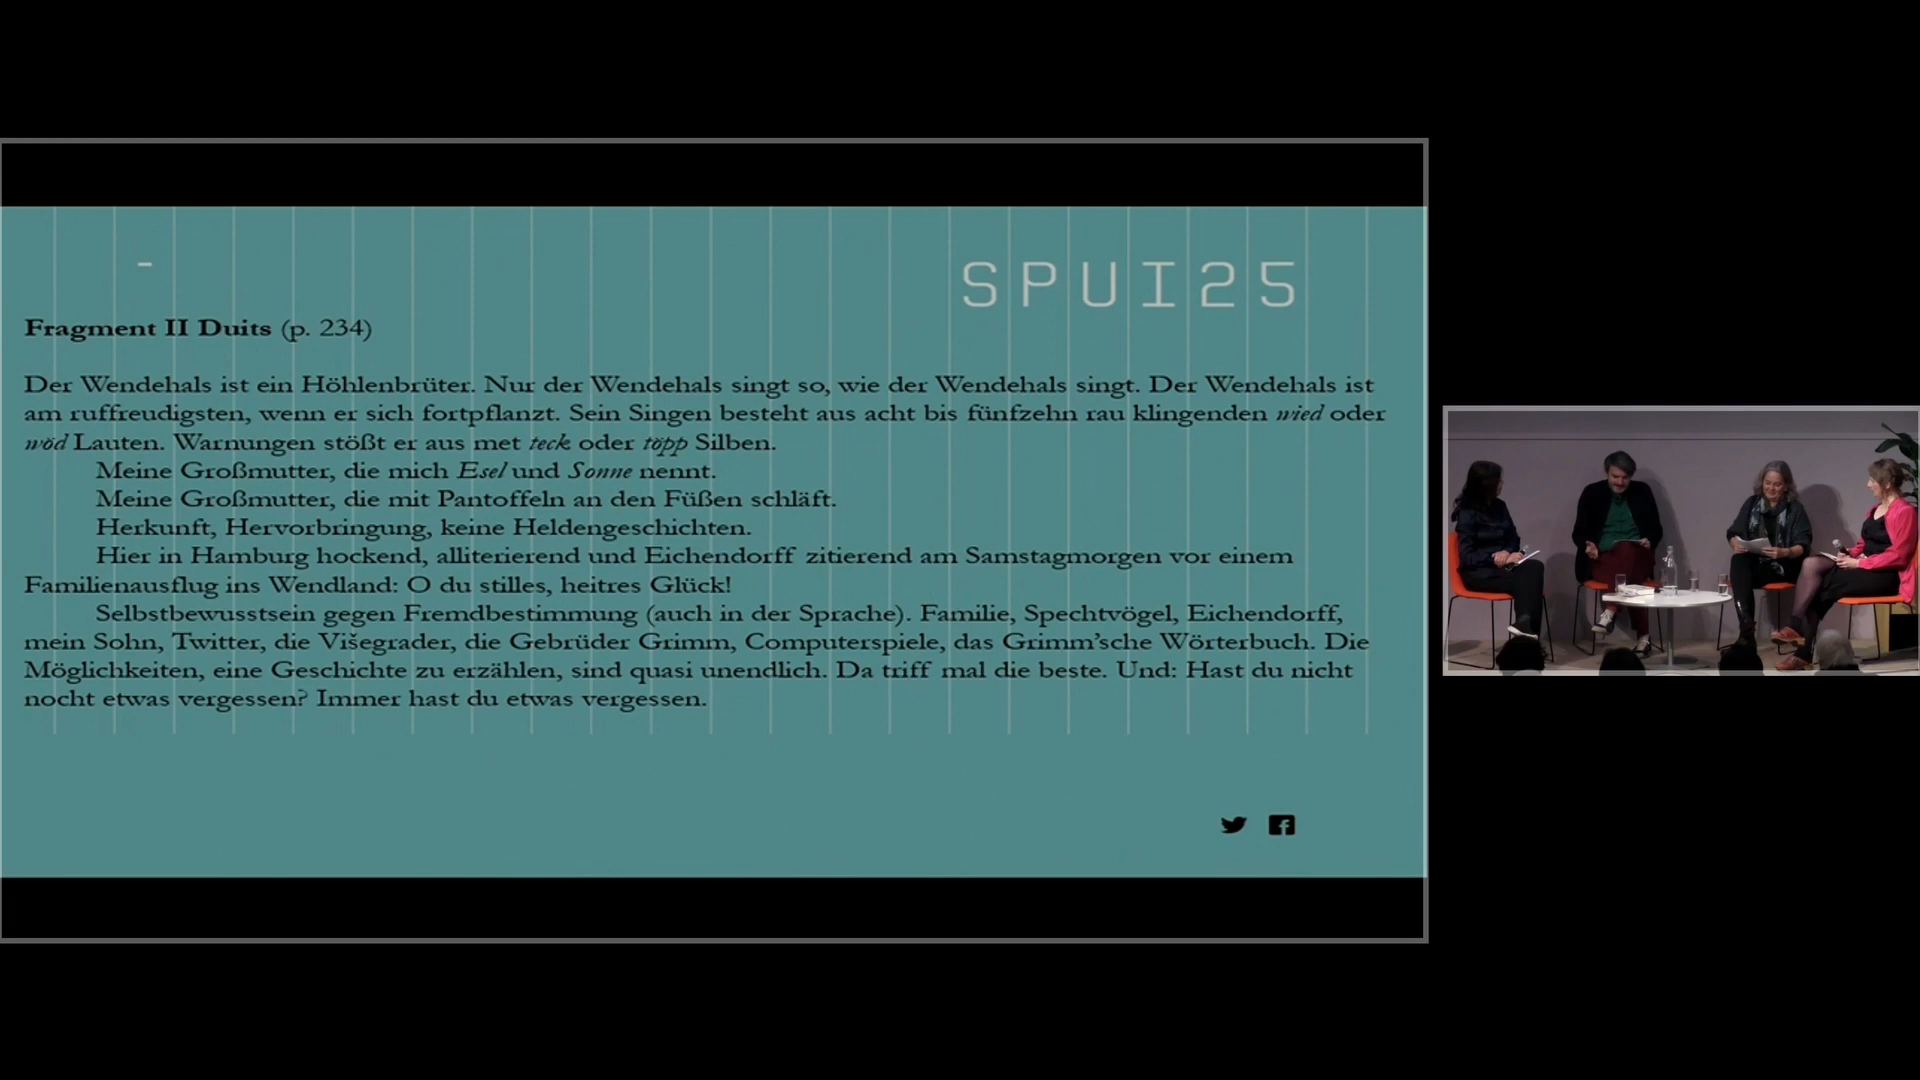 -
SPUI25
Fragment II Duits (p. 234)
Der Wendehals ist ein Höhlenbrüter. Nur der Wendehals singt so, wie der Wendehals singt. Der Wendehals ist
am ruffreudigsten, wenn er sich fortpflanzt. Sein Singen besteht aus acht bis fünfzehn rau klingenden wied oder
wöd Lauten. Warnungen stößt er aus met teck oder töpp Silben.
Meine Großmutter, die mich Esel und Sonne nennt.
Meine Großmutter, die mit Pantoffeln an den Füßen schläft.
Herkunft, Hervorbringung, keine Heldengeschichten.
Hier in Hamburg hockend, alliterierend und Eichendorff zitierend am Samstagmorgen vor einem
Familienausflug ins Wendland: O du stilles, heitres Glück!
Selbstbewusstsein gegen Fremdbestimmung (auch in der Sprache). Familie, Spechtvögel, Eichendorff,
mein Sohn, Twitter, die Višegrader, die Gebrüder Grimm, Computerspiele, das Grimm’sche Wörterbuch. Die
Möglichkeiten, eine Geschichte zu erzählen, sind quasi unendlich. Da triff mal die beste. Und: Hast du nicht
nocht etwas vergessen? Immer hast du etwas vergessen.